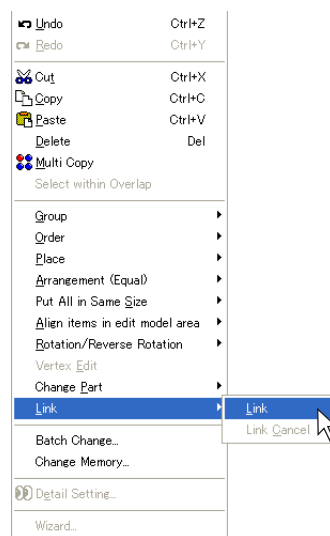 Undo Ctrl+Z
Redo Ctrl+Y
Cut Ctrl+X
Copy Ctrl+C
Paste Ctrl+V
Delete Del
Multi Copy
Select within Overlap
Group
Order
Place
Arrangement (Equal)
Put All in Same Size
Align items in edit model area
Rotation/Reverse Rotation
Vertex Edit
Change Part
Link Link
Link Cancel
Batch Change...
Change Memory...
Detail Setting...
Wizard...